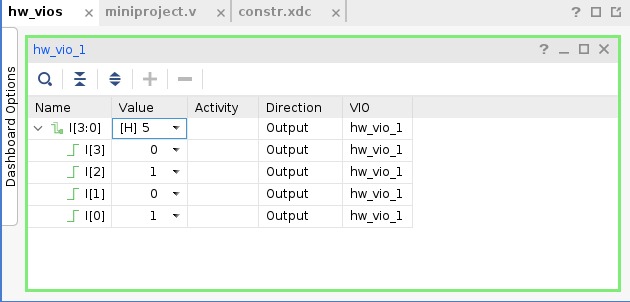 hw_vios × miniproject.v × constr.xdc × ?
Dashboard Options
hw_vio_1 ?
Name Value Activity Direction VIO
I[3:0] [H] 5 Output hw_vio_1
I[3] 0 Output hw_vio_1
I[2] 1 Output hw_vio_1
I[1] 0 Output hw_vio_1
I[0] 1 Output hw_vio_1